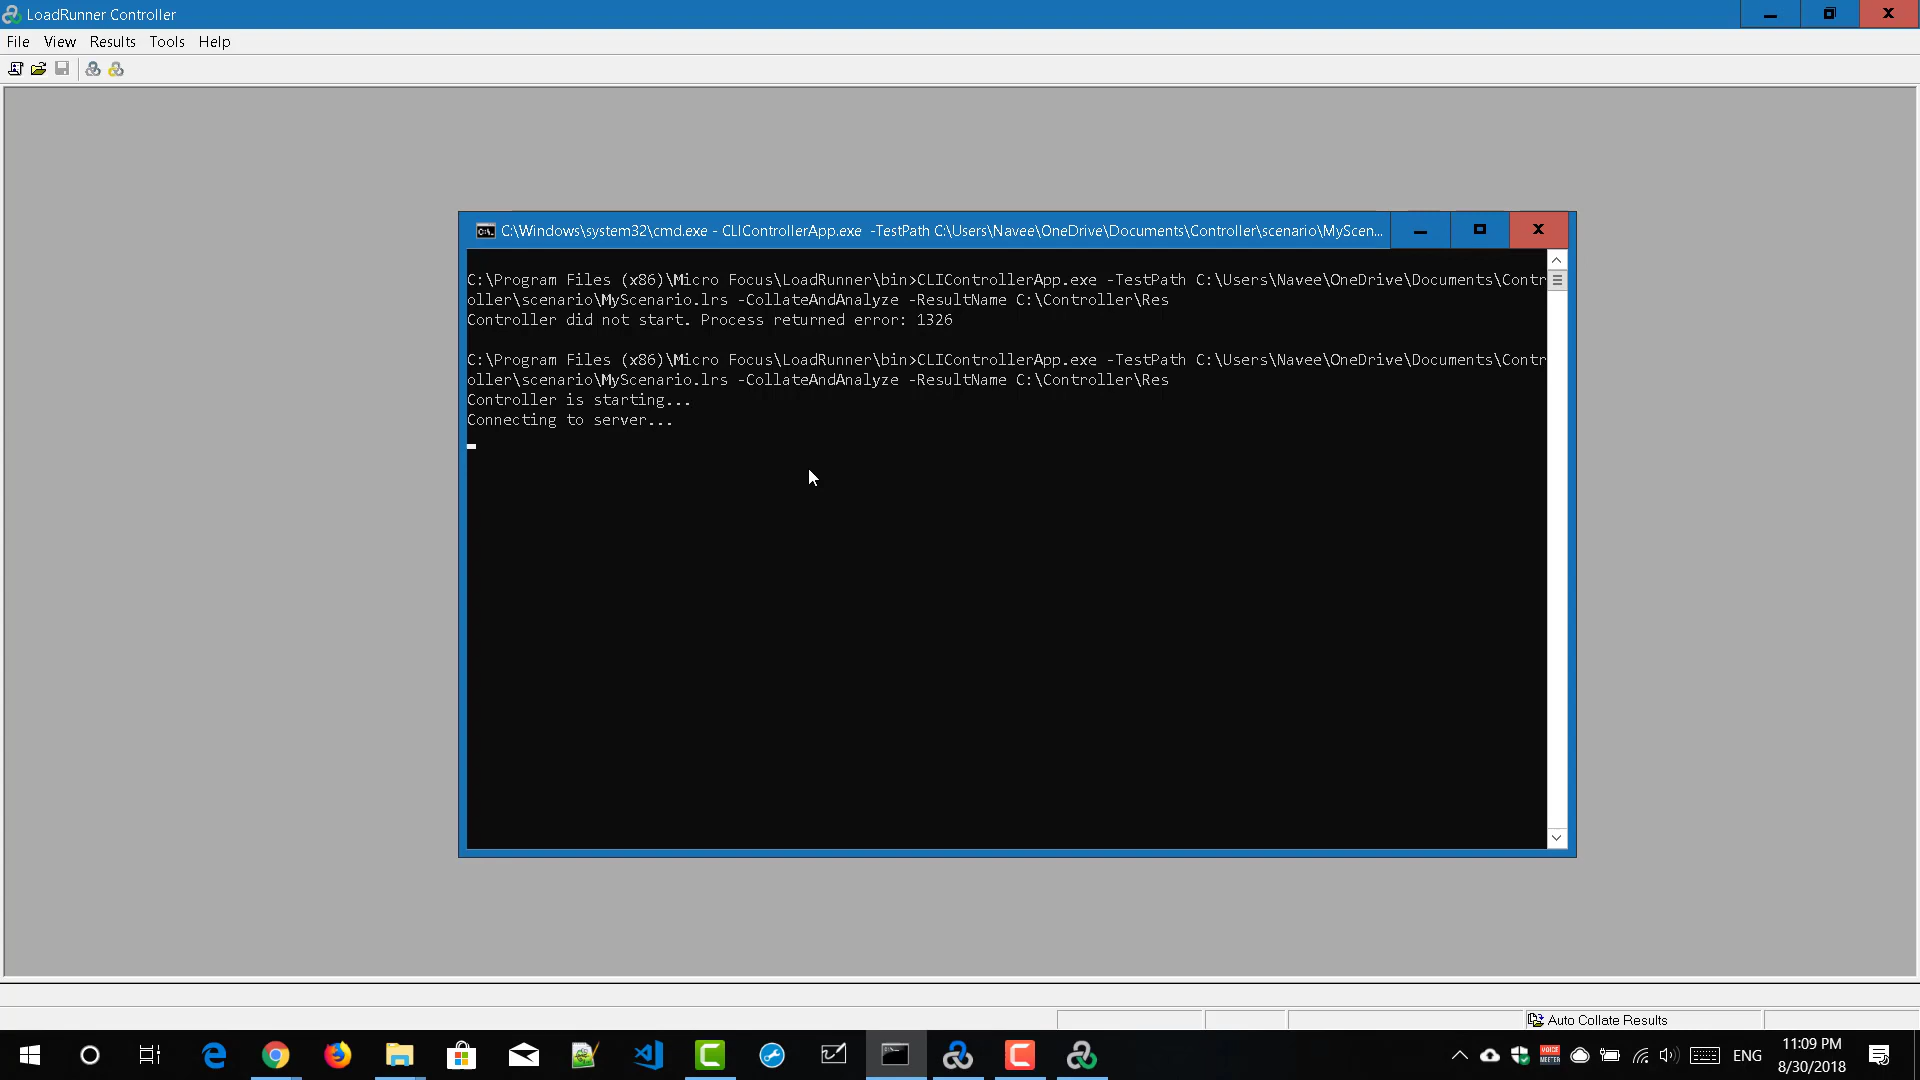 LoadRunner Controller
File View Results Tools Help
C:\Windows\system32\cmd.exe - CLIControllerApp.exe -TestPath C:\Users\Navee\OneDrive\Documents\Controller\scenario\MyScen...
C:\Program Files (x86)\Micro Focus\LoadRunner\bin>CLIControllerApp.exe -TestPath C:\Users\Navee\OneDrive\Documents\Contr
oller\scenario\MyScenario.lrs -CollateAndAnalyze -ResultName C:\Controller\Res
Controller did not start. Process returned error: 1326
C:\Program Files (x86)\Micro Focus\LoadRunner\bin>CLIControllerApp.exe -TestPath C:\Users\Navee\OneDrive\Documents\Contr
oller\scenario\MyScenario.lrs -CollateAndAnalyze -ResultName C:\Controller\Res
Controller is starting...
Connecting to server...
Auto Collate Results
VOICE
MEETER
ENG
11:09 PM
8/30/2018